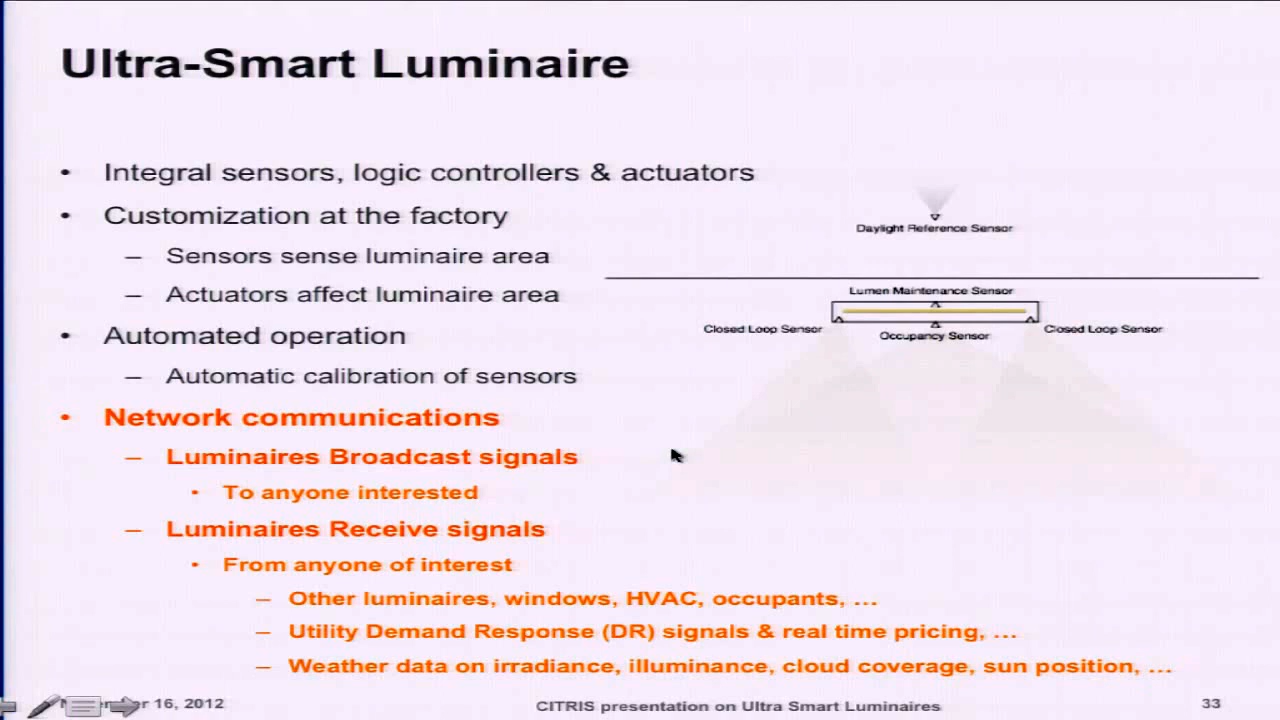 Ultra-Smart Luminaire
• Integral sensors, logic controllers & actuators
• Customization at the factory
– Sensors sense luminaire area
– Actuators affect luminaire area
• Automated operation
– Automatic calibration of sensors
• Network communications
– Luminaires Broadcast signals
• To anyone interested
– Luminaires Receive signals
• From anyone of interest
– Other luminaires, windows, HVAC, occupants, …
– Utility Demand Response (DR) signals & real time pricing, …
– Weather data on irradiance, illuminance, cloud coverage, sun position, …
Daylight Reference Sensor
Lumen Maintenance Sensor
Closed Loop Sensor
Occupancy Sensor
Closed Loop Sensor
16, 2012
CITRIS presentation on Ultra Smart Luminaires
33